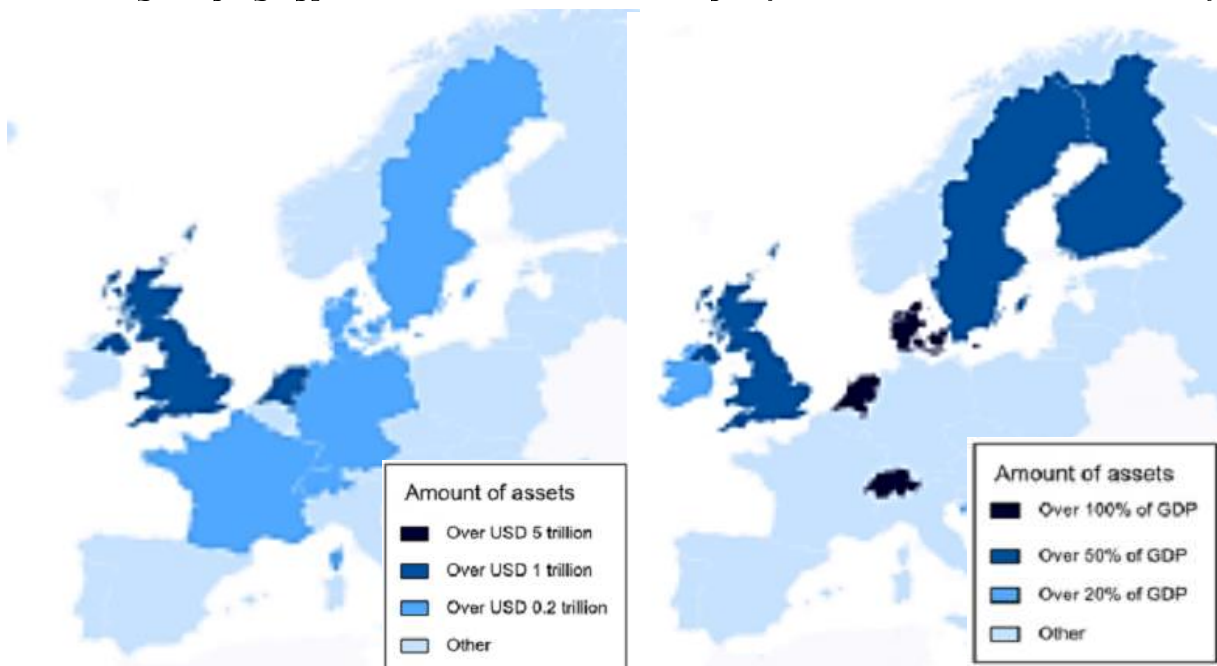 Amount of assets
Over USD 5 trillion
Over USD 1 trillion
Over USD 0.2 trillion
Other
Amount of assets
Over 100% of GDP
Over 50% of GDP
Over 20% of GDP
Other